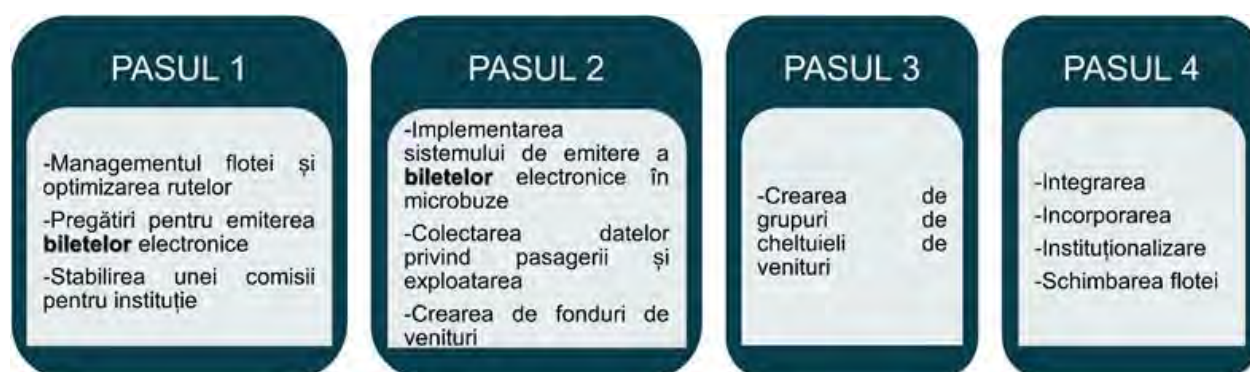 PASUL 1
-Managementul flotei și
optimizarea rutelor
-Pregătiri pentru emiterea
biletelor electronice
-Stabilirea unei comisii
pentru instituție
PASUL 2
-Implementarea
sistemului de emitere a
biletelor electronice în
microbuze
-Colectarea datelor
privind pasagerii și
exploatarea
-Crearea de fonduri de
venituri
PASUL 3
-Crearea de
grupuri de
cheltuieli de
venituri
PASUL 4
-Integrarea
-Incorporarea
-Instituționalizare
-Schimbarea flotei